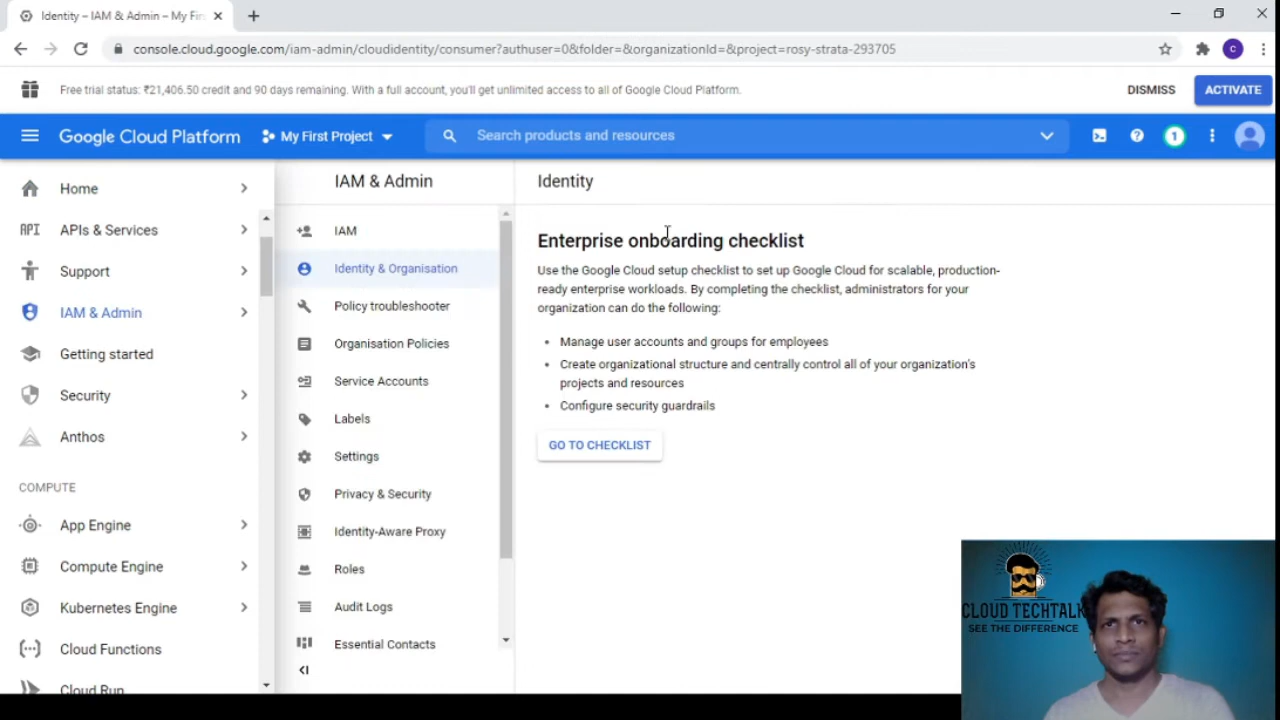 Identity – IAM & Admin – My Fir
console.cloud.google.com/iam-admin/cloudidentity/consumer?authuser=0&folder=&organizationId=&project=rosy-strata-293705
C
Free trial status: ₹21,406.50 credit and 90 days remaining. With a full account, you'll get unlimited access to all of Google Cloud Platform.
DISMISS
ACTIVATE
Google Cloud Platform
My First Project
Search products and resources
1
Home
API APIs & Services
Support
IAM & Admin
Getting started
Security
Anthos
COMPUTE
App Engine
Compute Engine
Kubernetes Engine
Cloud Functions
Cloud Run
IAM & Admin
IAM
Identity & Organisation
Policy troubleshooter
Organisation Policies
Service Accounts
Labels
Settings
Privacy & Security
Identity-Aware Proxy
Roles
Audit Logs
Essential Contacts
Identity
Enterprise onboarding checklist
Use the Google Cloud setup checklist to set up Google Cloud for scalable, production-
ready enterprise workloads. By completing the checklist, administrators for your
organization can do the following:
• Manage user accounts and groups for employees
• Create organizational structure and centrally control all of your organization's
projects and resources
• Configure security guardrails
GO TO CHECKLIST
CLOUD TECHTALK
SEE THE DIFFERENCE